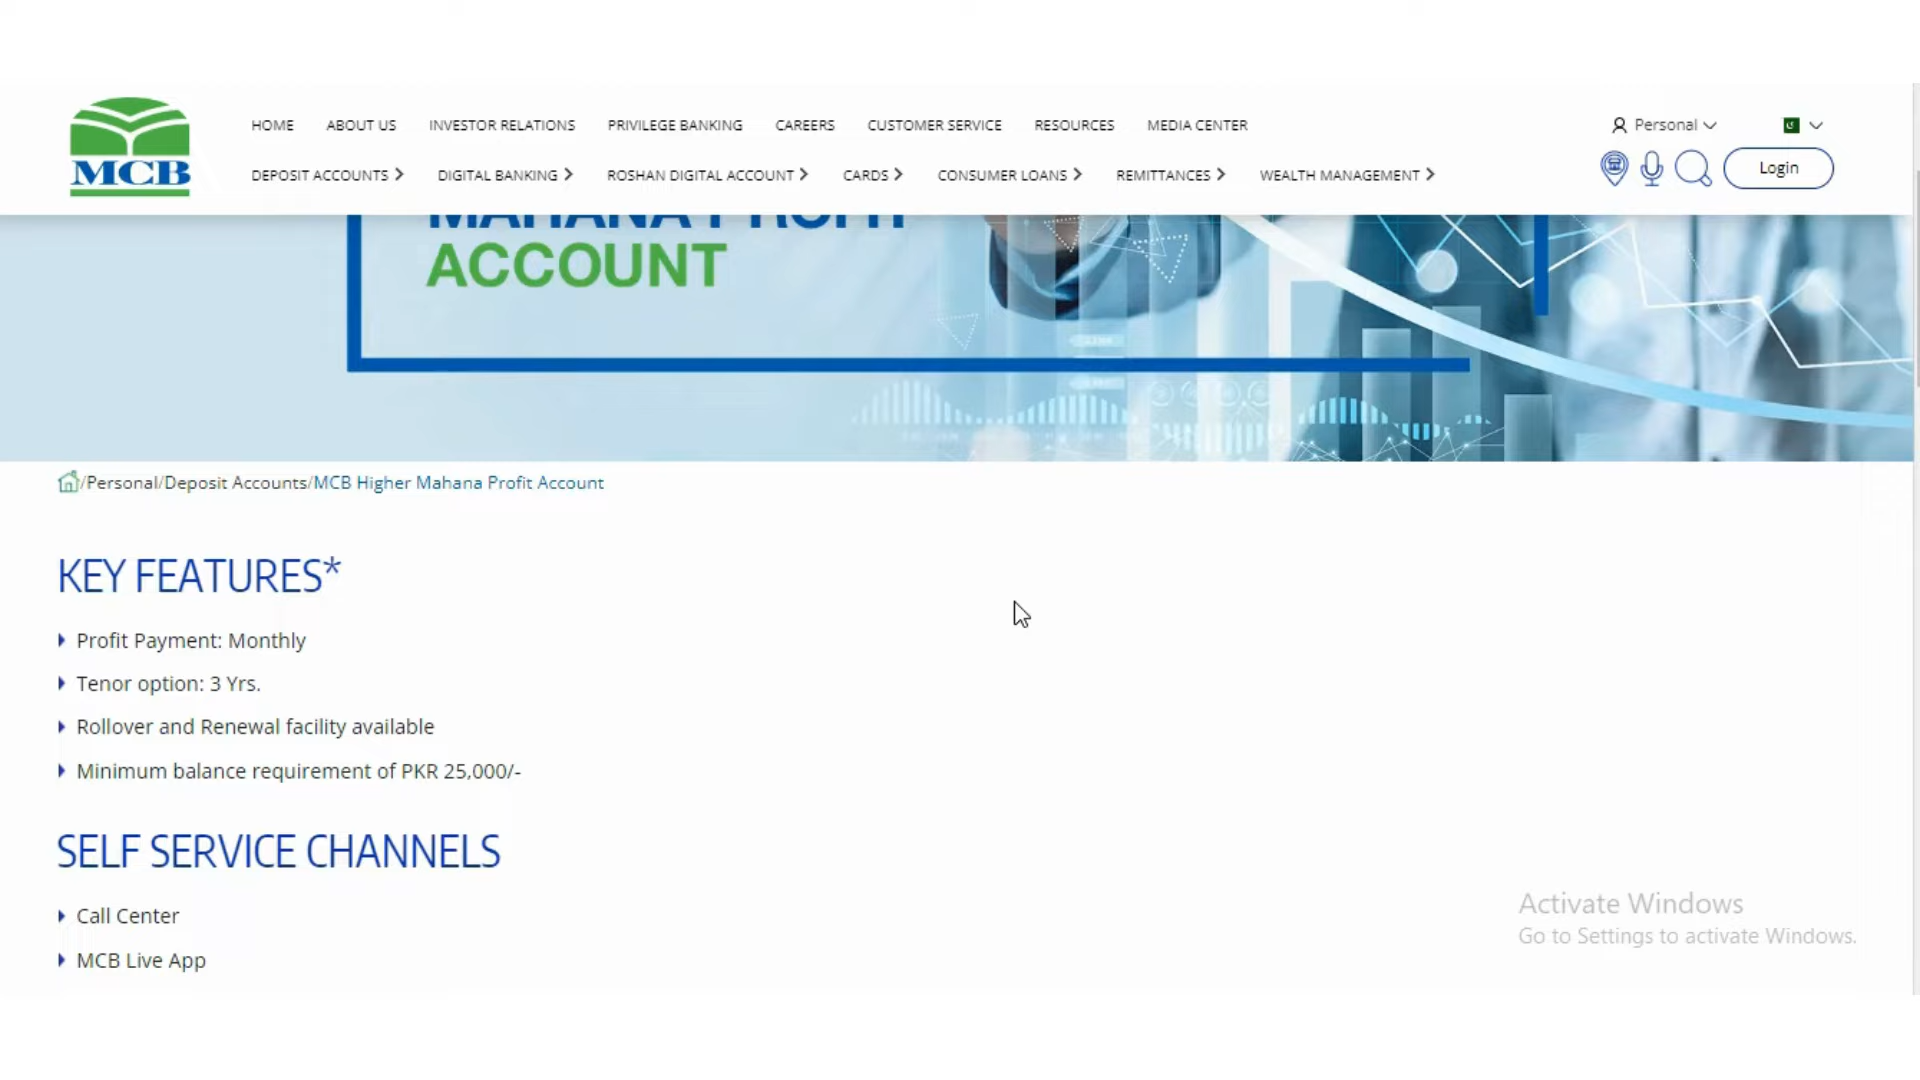 HOME ABOUT US INVESTOR RELATIONS PRIVILEGE BANKING CAREERS CUSTOMER SERVICE RESOURCES MEDIA CENTER
Personal
MCB
DEPOSIT ACCOUNTS DIGITAL BANKING ROSHAN DIGITAL ACCOUNT CARDS CONSUMER LOANS REMITTANCES WEALTH MANAGEMENT
Login
MAHANA PROFIT
ACCOUNT
/Personal/Deposit Accounts/MCB Higher Mahana Profit Account
KEY FEATURES*
Profit Payment: Monthly
Tenor option: 3 Yrs.
Rollover and Renewal facility available
Minimum balance requirement of PKR 25,000/-
SELF SERVICE CHANNELS
Call Center
MCB Live App
Activate Windows
Go to Settings to activate Windows.